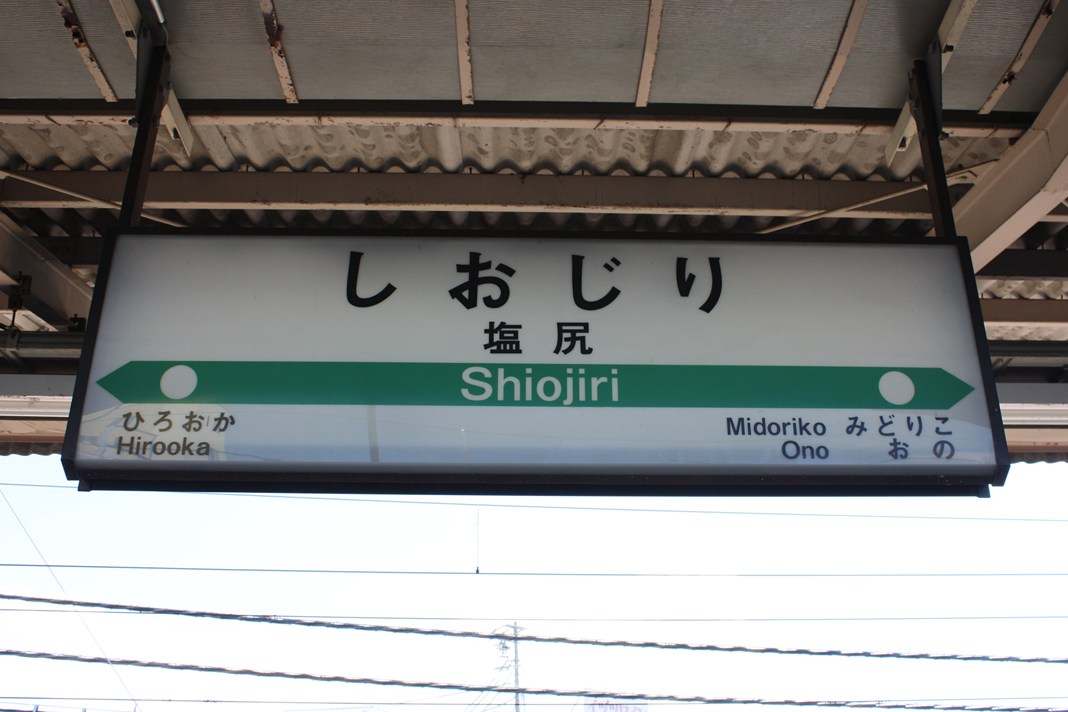 しおじり
塩尻
Shiojiri
ひろおか
Hirooka
Midoriko みどりこ
Ono おの